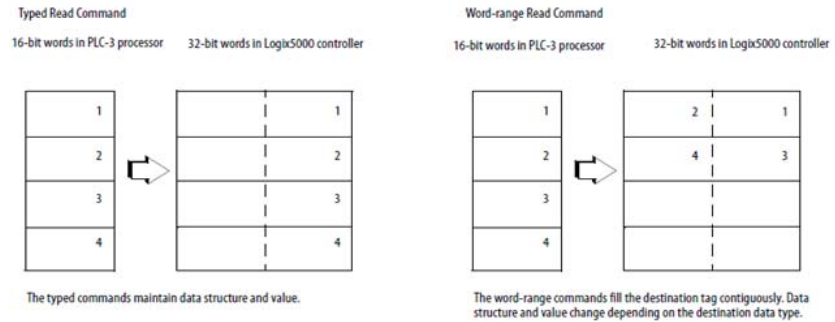 Typed Read Command
16-bit words in PLC-3 processor 32-bit words in Logix5000 controller
1 1
2 2
3 3
4 4
The typed commands maintain data structure and value.
Word-range Read Command
16-bit words in PLC-3 processor 32-bit words in Logix5000 controller
1 2 1
2 4 3
3
4
The word-range commands fill the destination tag contiguously. Data
structure and value change depending on the destination data type.